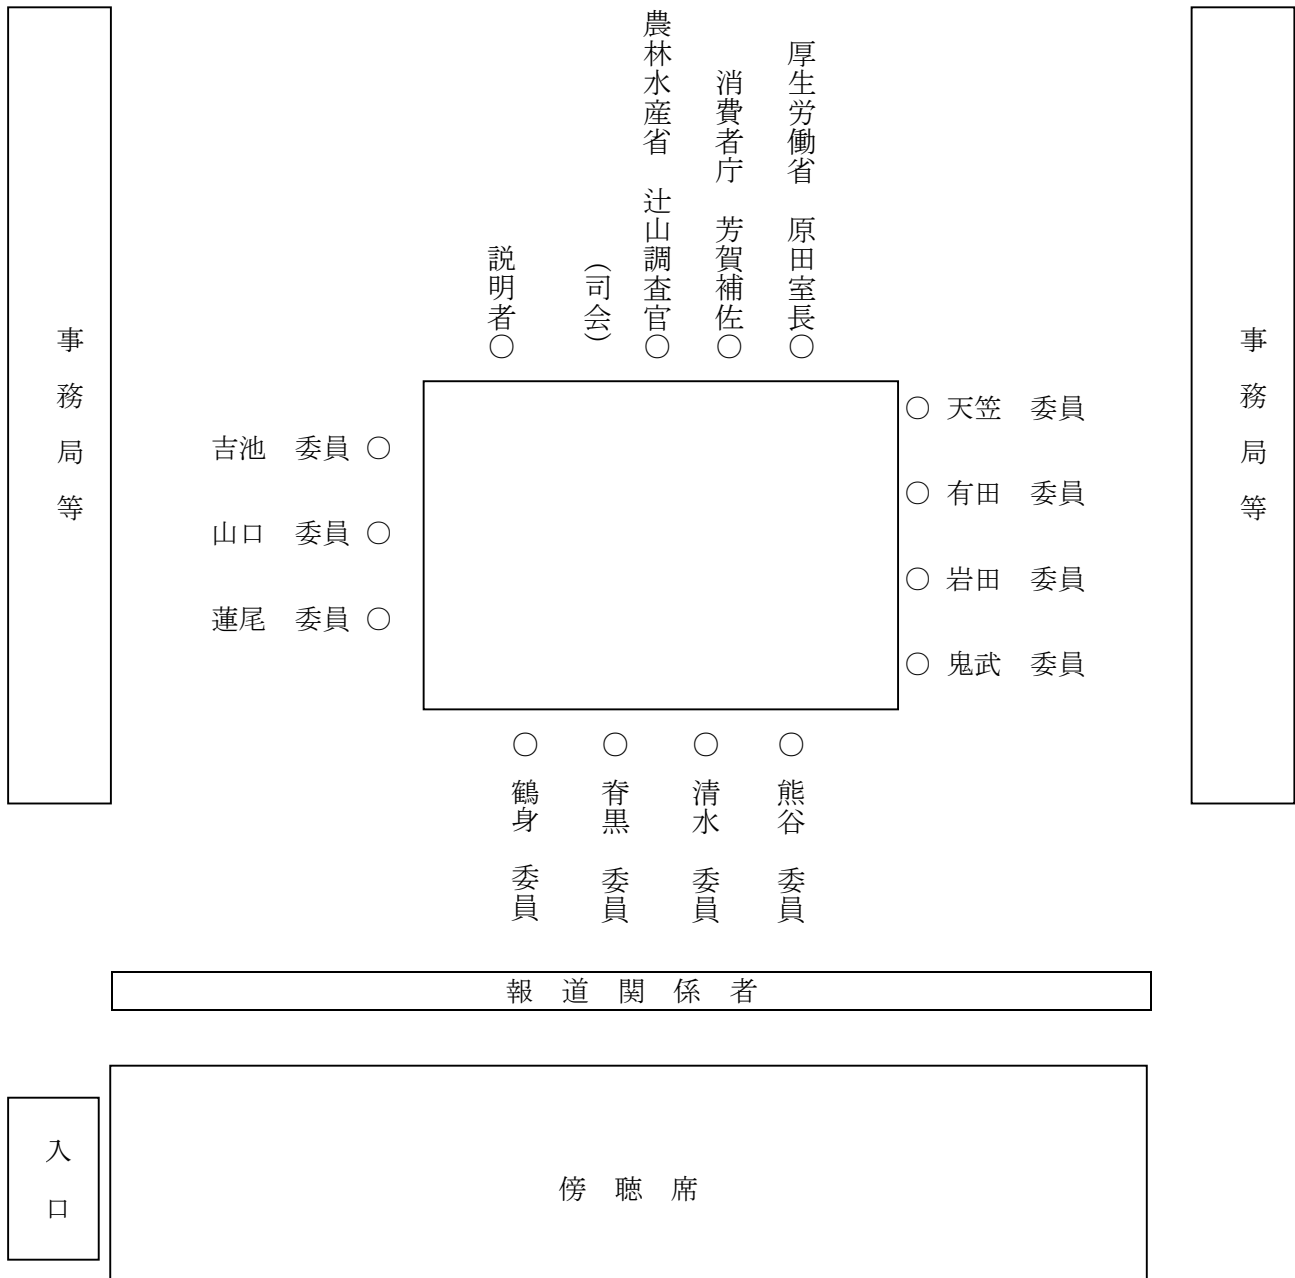 事務局等
説明者○
（司会）
農林水産省　辻山調査官○
消費者庁　芳賀補佐○
厚生労働省　原田室長○
事務局等
吉池　委員 ○
山口　委員 ○
蓮尾　委員 ○
○ 天笠　委員
○ 有田　委員
○ 岩田　委員
○ 鬼武　委員
○ 鶴身　委員
○ 脊黒　委員
○ 清水　委員
○ 熊谷　委員
報道関係者
入口
傍聴席